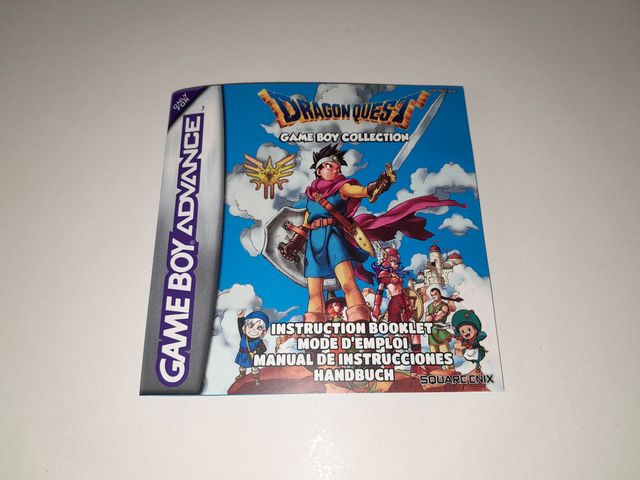 ONLY FOR
GAME BOY ADVANCE
DRAGON QUEST
GAME BOY COLLECTION
INSTRUCTION BOOKLET
MODE D'EMPLOI
MANUAL DE INSTRUCCIONES
HANDBUCH
SQUARE ENIX